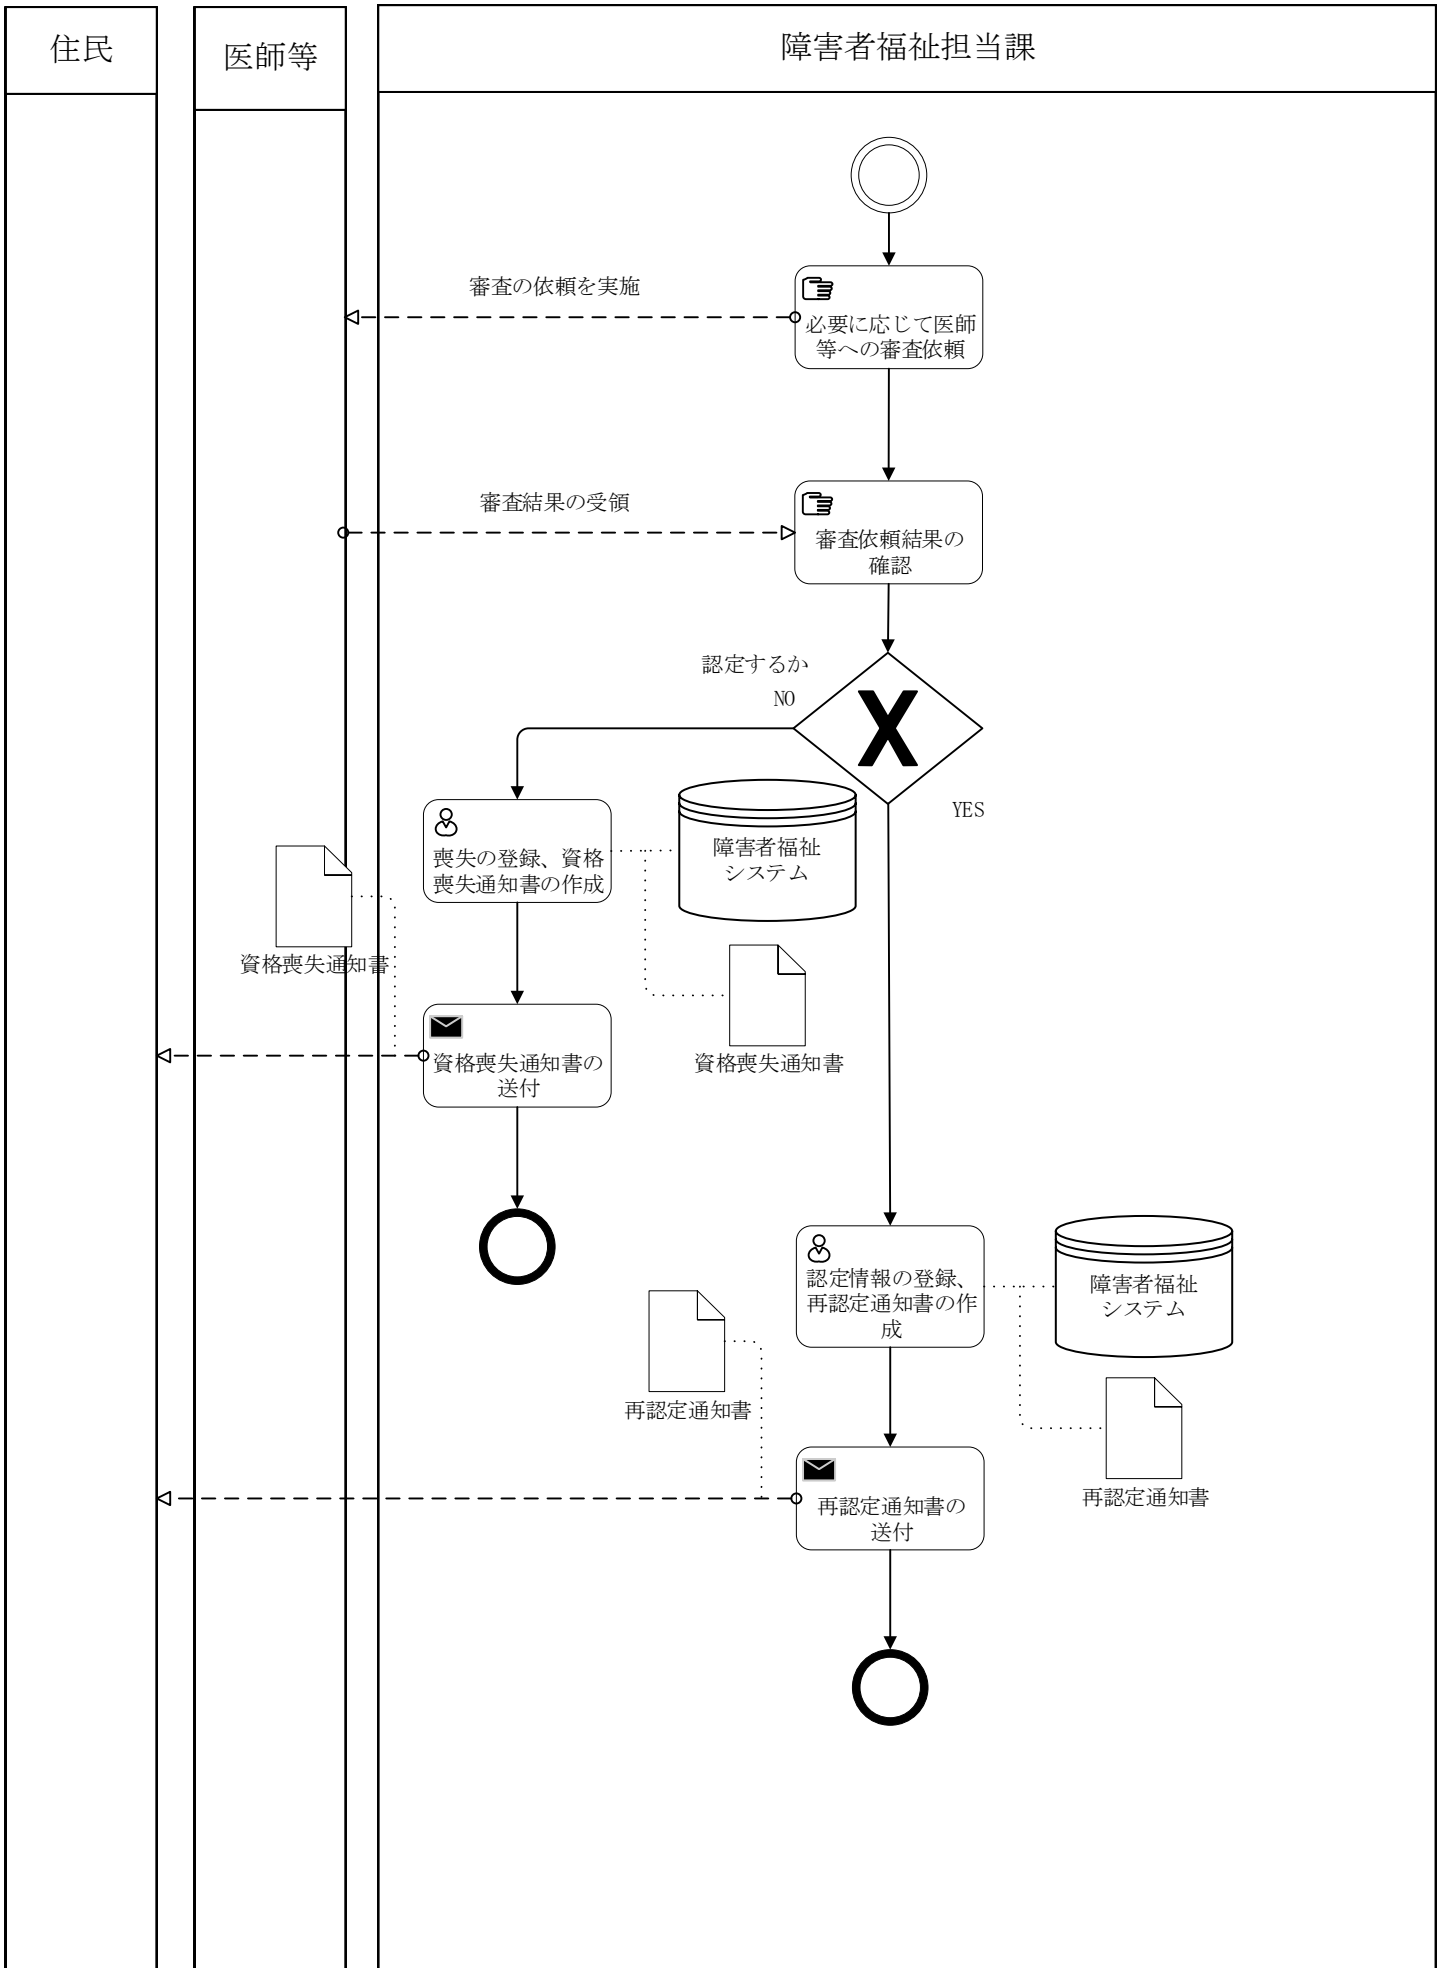 住民
医師等
障害者福祉担当課
審査の依頼を実施
必要に応じて医師
等への審査依頼
審査結果の受領
審査依頼結果の
確認
認定するか
NO
YES
喪失の登録、資格
喪失通知書の作成
障害者福祉
システム
資格喪失通知書
資格喪失通知書の
送付
資格喪失通知書
認定情報の登録、
再認定通知書の作
成
障害者福祉
システム
再認定通知書
再認定通知書の
送付
再認定通知書